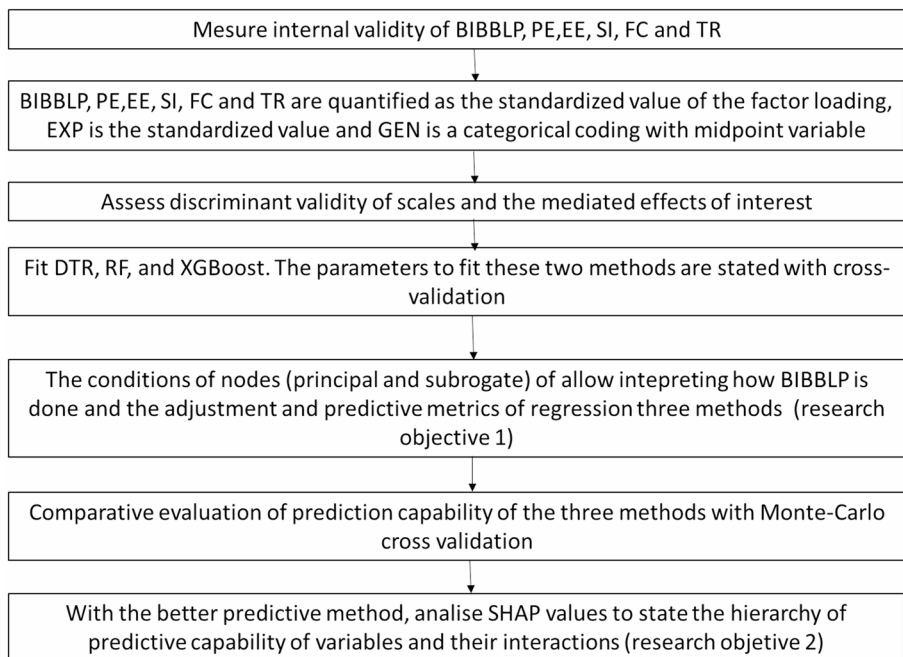 Mesure internal validity of BIBBLP, PE,EE, SI, FC and TR
BIBBLP, PE,EE, SI, FC and TR are quantified as the standardized value of the factor loading,
EXP is the standardized value and GEN is a categorical coding with midpoint variable
Assess discriminant validity of scales and the mediated effects of interest
Fit DTR, RF, and XGBoost. The parameters to fit these two methods are stated with cross-
validation
The conditions of nodes (principal and subrogate) of allow intepreting how BIBBLP is
done and the adjustment and predictive metrics of regression three methods (research
objective 1)
Comparative evaluation of prediction capability of the three methods with Monte-Carlo
cross validation
With the better predictive method, analise SHAP values to state the hierarchy of
predictive capability of variables and their interactions (research objetive 2)